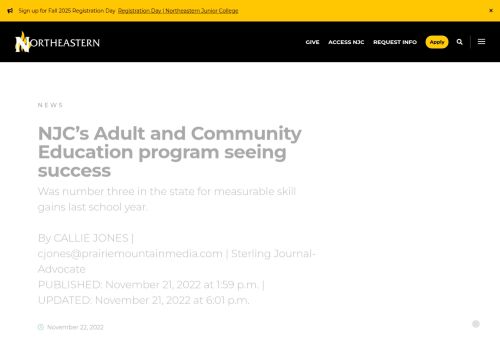 Sign up for Fall 2025 Registration Day Registration Day | Northeastern Junior College ×
NORTHEASTERN GIVE ACCESS NJC REQUEST INFO Apply
NEWS
NJC's Adult and Community
Education program seeing
success
Was number three in the state for measurable skill
gains last school year.
By CALLIE JONES |
cjones@prairiemountainmedia.com | Sterling Journal-
Advocate
PUBLISHED: November 21, 2022 at 1:59 p.m. |
UPDATED: November 21, 2022 at 6:01 p.m.
November 22, 2022